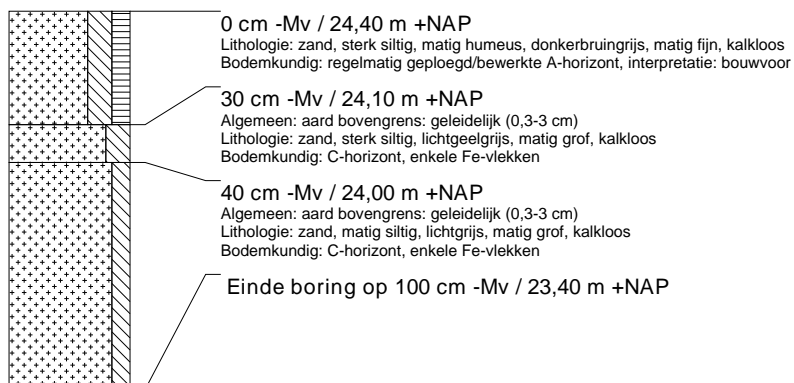 0 cm -Mv / 24,40 m +NAP
Lithologie: zand, sterk siltig, matig humeus, donkerbruingrijs, matig fijn, kalkloos
Bodemkundig: regelmatig geploegd/bewerkte A-horizont, interpretatie: bouwvoor
30 cm -Mv / 24,10 m +NAP
Algemeen: aard bovengrens: geleidelijk (0,3-3 cm)
Lithologie: zand, sterk siltig, lichtgeelgrijs, matig grof, kalkloos
Bodemkundig: C-horizont, enkele Fe-vlekken
40 cm -Mv / 24,00 m +NAP
Algemeen: aard bovengrens: geleidelijk (0,3-3 cm)
Lithologie: zand, matig siltig, lichtgrijs, matig grof, kalkloos
Bodemkundig: C-horizont, enkele Fe-vlekken
Einde boring op 100 cm -Mv / 23,40 m +NAP